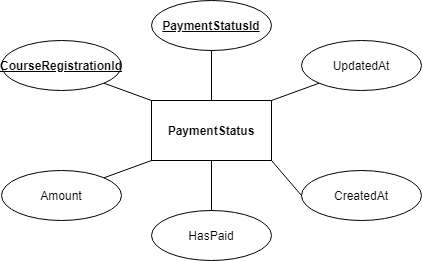 PaymentStatusId
CourseRegistrationId
UpdatedAt
PaymentStatus
Amount
CreatedAt
HasPaid